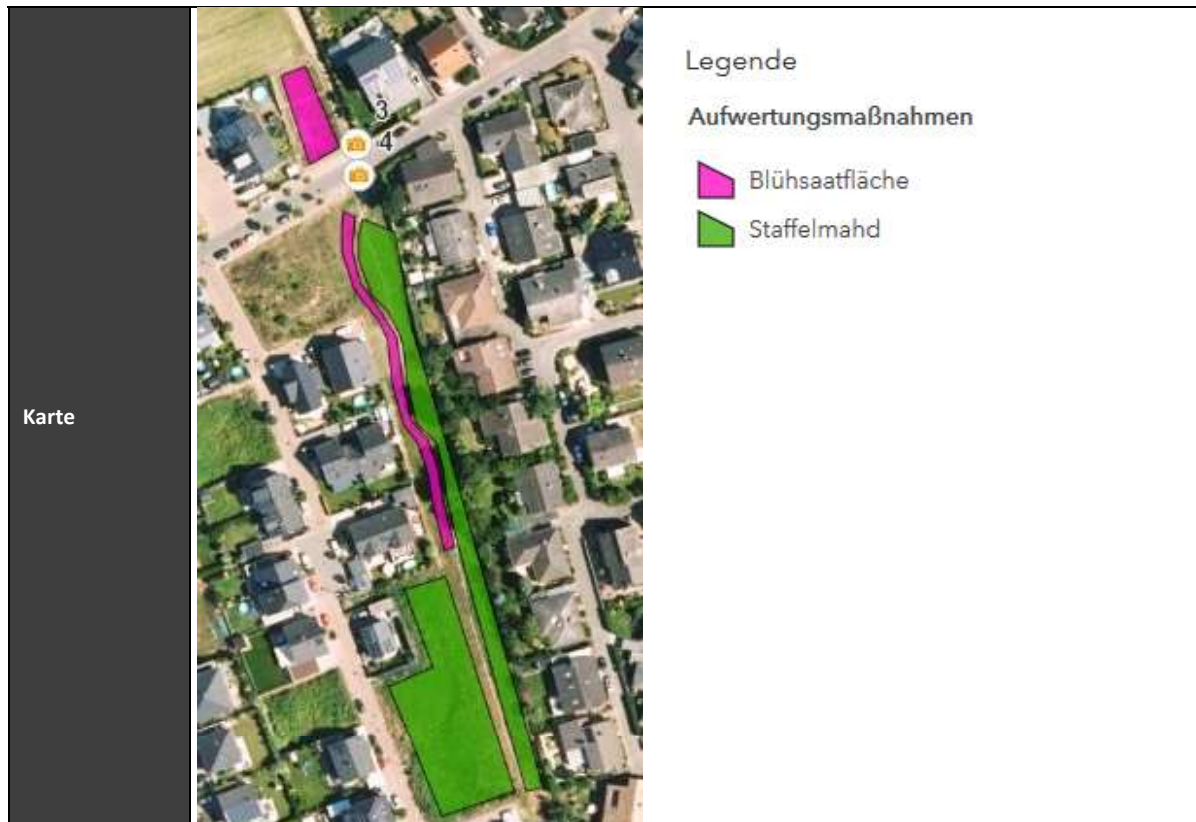 Karte
3
4
Legende
Aufwertungsmaßnahmen
Blühsaatfläche
Staffelmahd